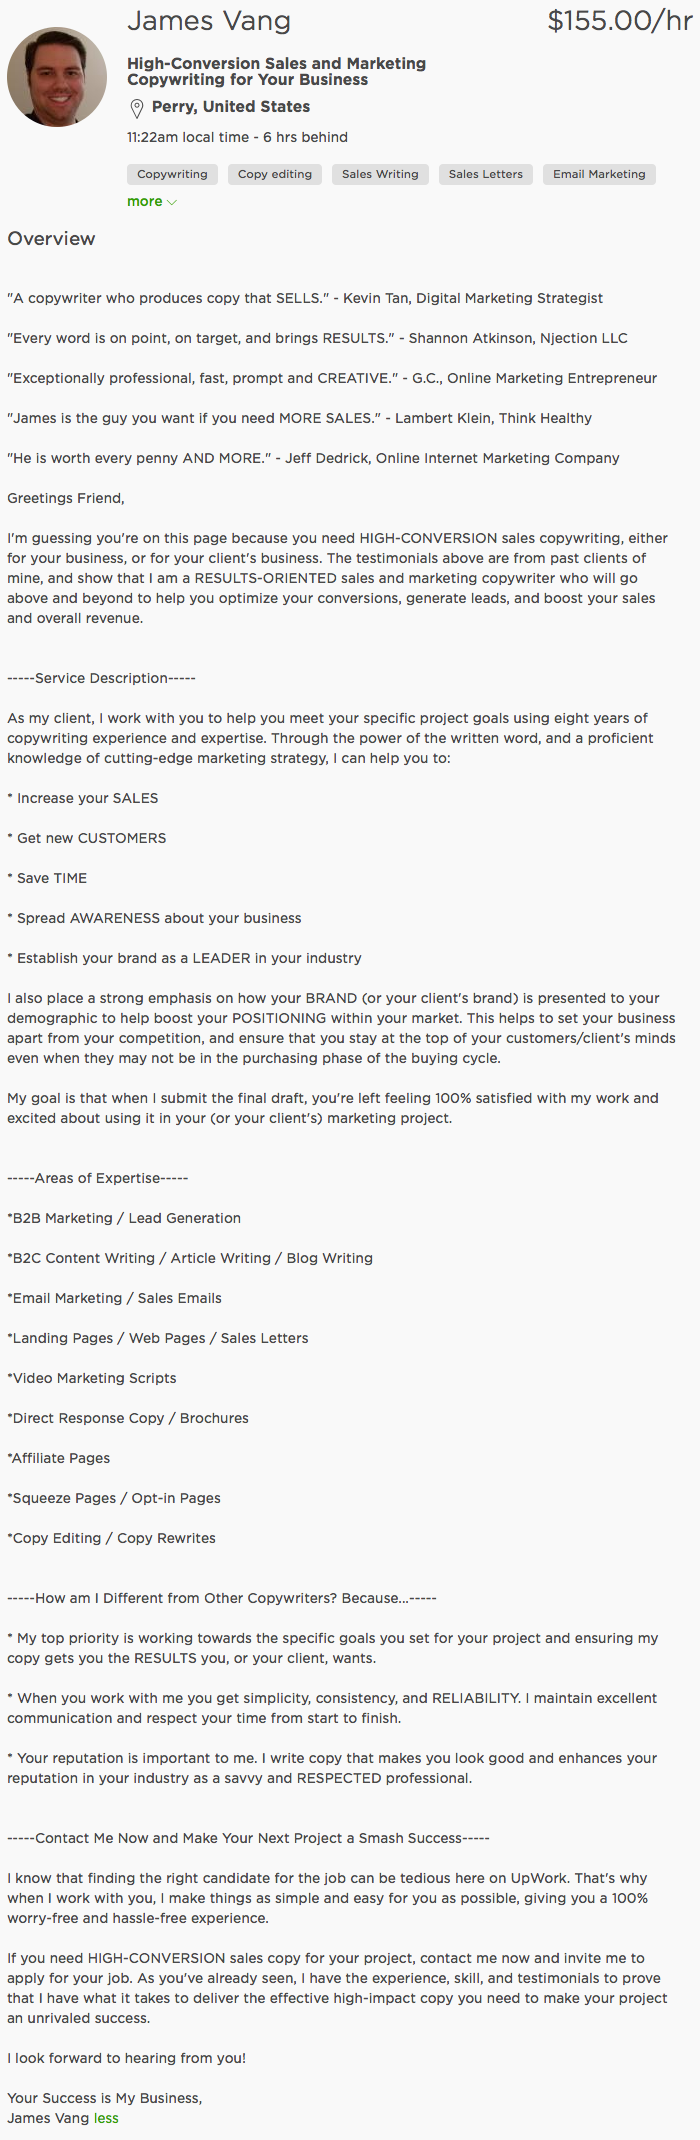 James Vang
$155.00/hr
High-Conversion Sales and Marketing
Copywriting for Your Business
Perry, United States
11:22am local time - 6 hrs behind
Copywriting
Copy editing
Sales Writing
Sales Letters
Email Marketing
more
Overview
"A copywriter who produces copy that SELLS." - Kevin Tan, Digital Marketing Strategist
"Every word is on point, on target, and brings RESULTS." - Shannon Atkinson, Njection LLC
"Exceptionally professional, fast, prompt and CREATIVE." - G.C., Online Marketing Entrepreneur
"James is the guy you want if you need MORE SALES." - Lambert Klein, Think Healthy
"He is worth every penny AND MORE." - Jeff Dedrick, Online Internet Marketing Company
Greetings Friend,
I'm guessing you're on this page because you need HIGH-CONVERSION sales copywriting, either
for your business, or for your client's business. The testimonials above are from past clients of
mine, and show that I am a RESULTS-ORIENTED sales and marketing copywriter who will go
above and beyond to help you optimize your conversions, generate leads, and boost your sales
and overall revenue.
-----Service Description-----
As my client, I work with you to help you meet your specific project goals using eight years of
copywriting experience and expertise. Through the power of the written word, and a proficient
knowledge of cutting-edge marketing strategy, I can help you to:
* Increase your SALES
* Get new CUSTOMERS
* Save TIME
* Spread AWARENESS about your business
* Establish your brand as a LEADER in your industry
I also place a strong emphasis on how your BRAND (or your client's brand) is presented to your
demographic to help boost your POSITIONING within your market. This helps to set your business
apart from your competition, and ensure that you stay at the top of your customers/client's minds
even when they may not be in the purchasing phase of the buying cycle.
My goal is that when I submit the final draft, you're left feeling 100% satisfied with my work and
excited about using it in your (or your client's) marketing project.
-----Areas of Expertise-----
*B2B Marketing / Lead Generation
*B2C Content Writing / Article Writing / Blog Writing
*Email Marketing / Sales Emails
*Landing Pages / Web Pages / Sales Letters
*Video Marketing Scripts
*Direct Response Copy / Brochures
*Affiliate Pages
*Squeeze Pages / Opt-in Pages
*Copy Editing / Copy Rewrites
-----How am I Different from Other Copywriters? Because...-----
* My top priority is working towards the specific goals you set for your project and ensuring my
copy gets you the RESULTS you, or your client, wants.
* When you work with me you get simplicity, consistency, and RELIABILITY. I maintain excellent
communication and respect your time from start to finish.
* Your reputation is important to me. I write copy that makes you look good and enhances your
reputation in your industry as a savvy and RESPECTED professional.
-----Contact Me Now and Make Your Next Project a Smash Success-----
I know that finding the right candidate for the job can be tedious here on UpWork. That's why
when I work with you, I make things as simple and easy for you as possible, giving you a 100%
worry-free and hassle-free experience.
If you need HIGH-CONVERSION sales copy for your project, contact me now and invite me to
apply for your job. As you've already seen, I have the experience, skill, and testimonials to prove
that I have what it takes to deliver the effective high-impact copy you need to make your project
an unrivaled success.
I look forward to hearing from you!
Your Success is My Business,
James Vang less